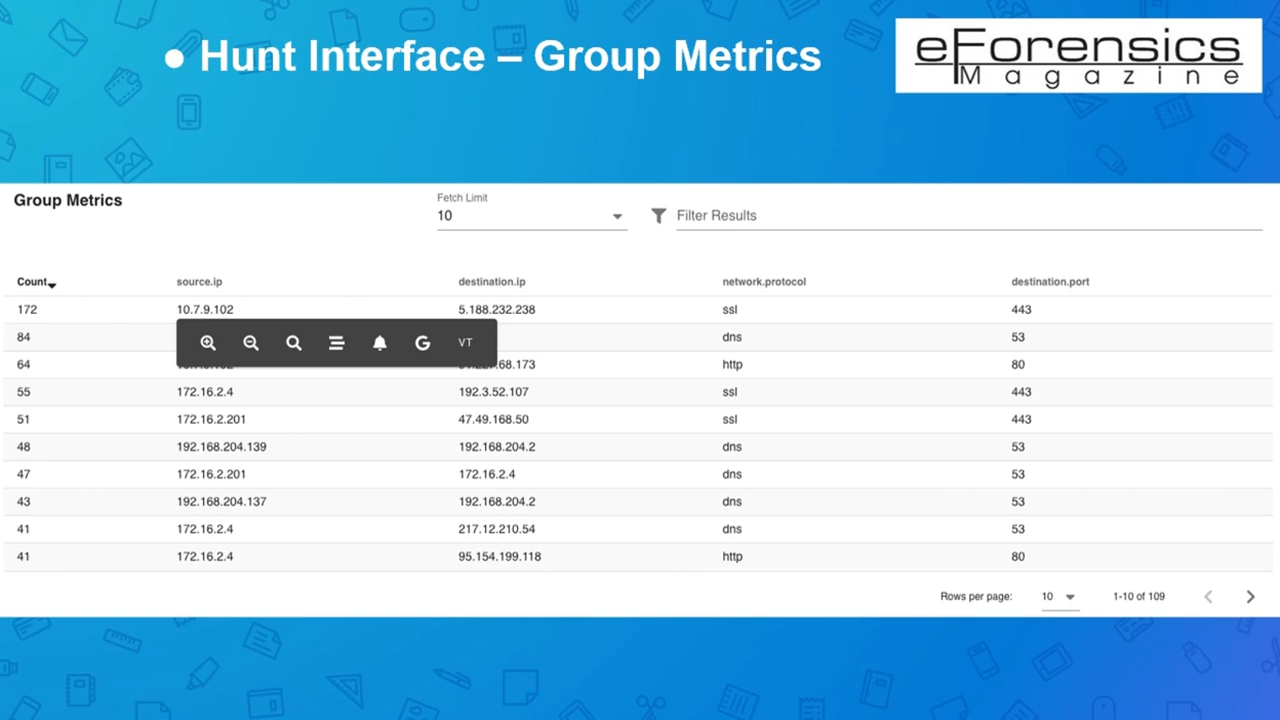 ● Hunt Interface – Group Metrics
eForensics
Magazine
Group Metrics
Fetch Limit
10
Filter Results
Count source.ip destination.ip network.protocol destination.port
172 10.7.9.102 5.188.232.238 ssl 443
84 dns 53
64 http 80
VT
55 172.16.2.4 192.3.52.107 ssl 443
51 172.16.2.201 47.49.168.50 ssl 443
48 192.168.204.139 192.168.204.2 dns 53
47 172.16.2.201 172.16.2.4 dns 53
43 192.168.204.137 192.168.204.2 dns 53
41 172.16.2.4 217.12.210.54 dns 53
41 172.16.2.4 95.154.199.118 http 80
Rows per page: 10 1-10 of 109